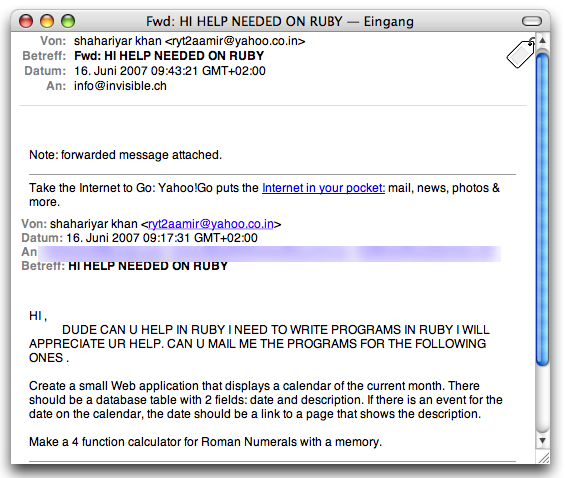 Fwd: HI HELP NEEDED ON RUBY — Eingang
Von: shahariyar khan <ryt2aamir@yahoo.co.in>
Betreff: Fwd: HI HELP NEEDED ON RUBY
Datum: 16. Juni 2007 09:43:21 GMT+02:00
An: info@invisible.ch
Note: forwarded message attached.
Take the Internet to Go: Yahoo!Go puts the Internet in your pocket: mail, news, photos &
more.
Von: shahariyar khan <ryt2aamir@yahoo.co.in>
Datum: 16. Juni 2007 09:17:31 GMT+02:00
An
Betreff: HI HELP NEEDED ON RUBY
HI ,
DUDE CAN U HELP IN RUBY I NEED TO WRITE PROGRAMS IN RUBY I WILL
APPRECIATE UR HELP. CAN U MAIL ME THE PROGRAMS FOR THE FOLLOWING
ONES .
Create a small Web application that displays a calendar of the current month. There
should be a database table with 2 fields: date and description. If there is an event for the
date on the calendar, the date should be a link to a page that shows the description.
Make a 4 function calculator for Roman Numerals with a memory.